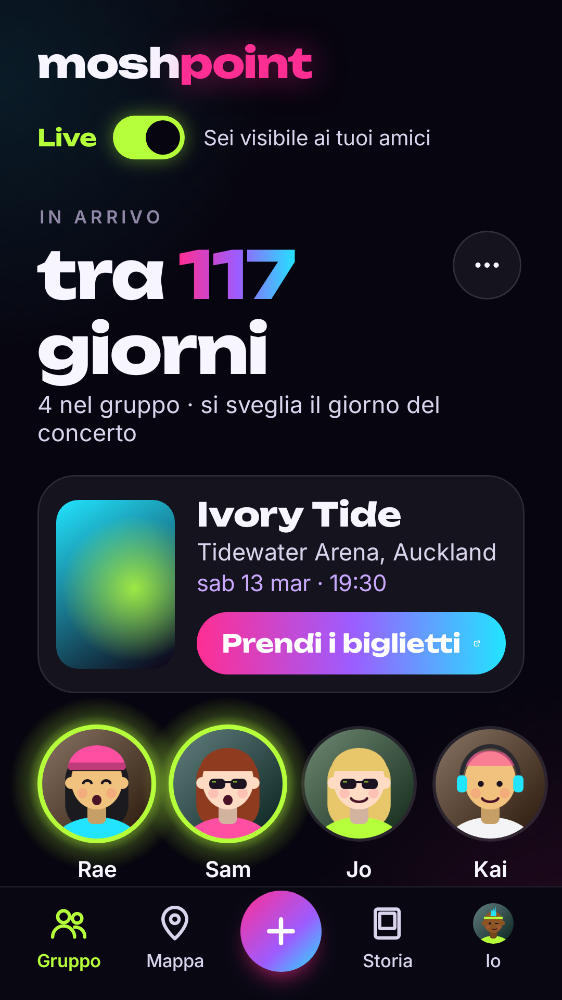 moshpoint
Live
Sei visibile ai tuoi amici
IN ARRIVO
tra 117
giorni
4 nel gruppo · si sveglia il giorno del
concerto
Ivory Tide
Tidewater Arena, Auckland
sab 13 mar · 19:30
Prendi i biglietti
Rae
Sam
Jo
Kai
Gruppo
Mappa
Storia
Io